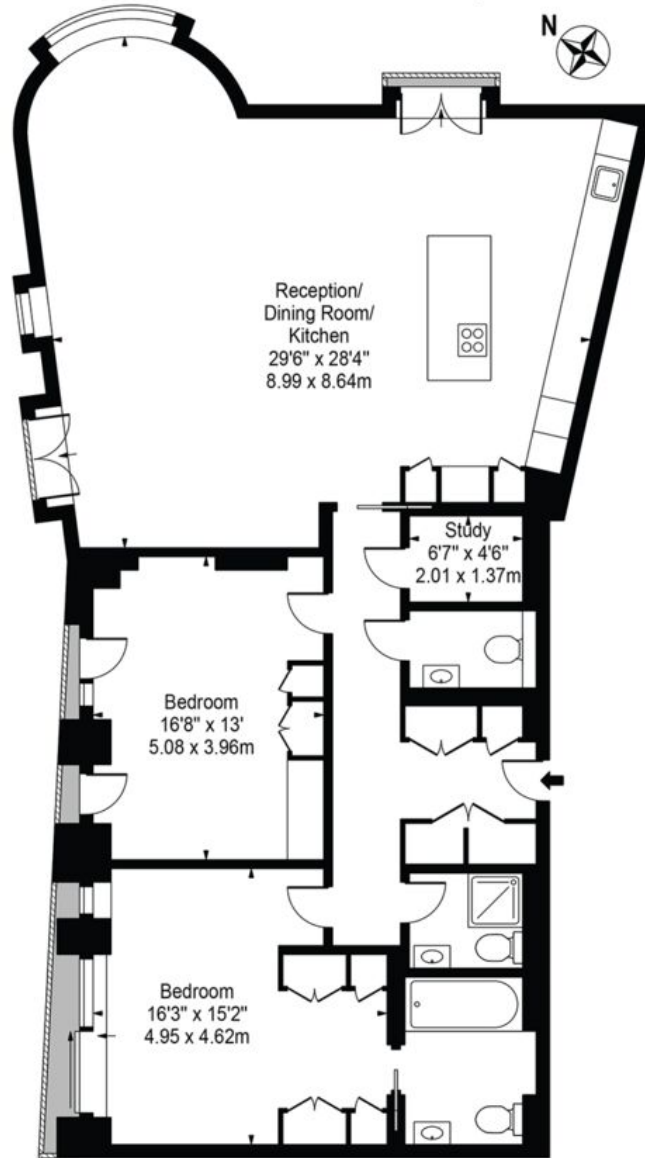 N
Reception/
Dining Room/
Kitchen
29'6" x 28'4"
8.99 x 8.64m
Study
6'7" x 4'6"
2.01 x 1.37m
Bedroom
16'8" x 13'
5.08 x 3.96m
Bedroom
16'3" x 15'2"
4.95 x 4.62m